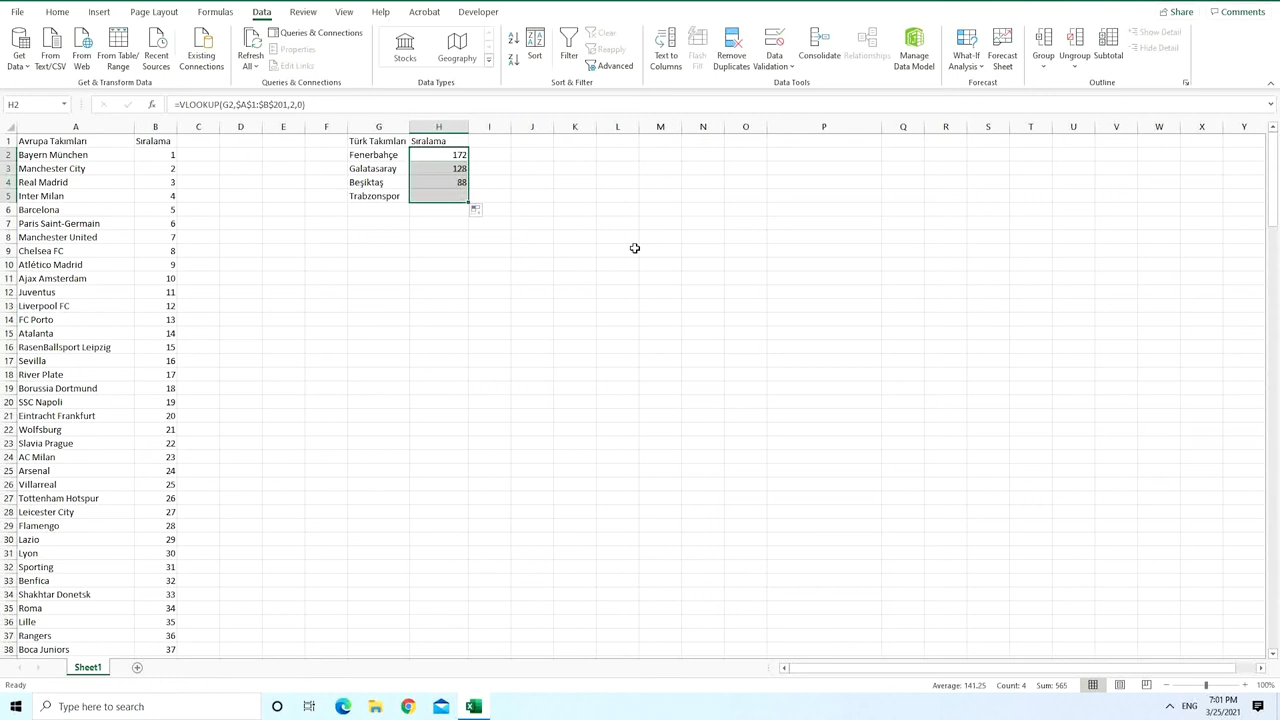 File Home Insert Page Layout Formulas Data Review View Help Acrobat Developer Share Comments
Get Data From Text/CSV From Web From Table/ Range Recent Sources Existing Connections
Get & Transform Data
Refresh All Queries & Connections Properties Edit Links
Queries & Connections
Stocks Geography
Data Types
Sort Filter Clear Reapply Advanced
Sort & Filter
Text to Columns Flash Fill Remove Duplicates Data Validation Consolidate Relationships Manage Data Model
Data Tools
What-If Analysis Forecast Sheet
Forecast
Group Ungroup Subtotal Show Detail Hide Detail
Outline
H2 fx =VLOOKUP(G2,$A$1:$B$201,2,0)
A B C D E F G H I J K L M N O P Q R S T U V W X Y
1 Avrupa Takımları Sıralama Türk Takımları Sıralama
2 Bayern München 1 Fenerbahçe 172
3 Manchester City 2 Galatasaray 128
4 Real Madrid 3 Beşiktaş 88
5 Inter Milan 4 Trabzonspor
6 Barcelona 5
7 Paris Saint-Germain 6
8 Manchester United 7
9 Chelsea FC 8
10 Atlético Madrid 9
11 Ajax Amsterdam 10
12 Juventus 11
13 Liverpool FC 12
14 FC Porto 13
15 Atalanta 14
16 RasenBallsport Leipzig 15
17 Sevilla 16
18 River Plate 17
19 Borussia Dortmund 18
20 SSC Napoli 19
21 Eintracht Frankfurt 20
22 Wolfsburg 21
23 Slavia Prague 22
24 AC Milan 23
25 Arsenal 24
26 Villarreal 25
27 Tottenham Hotspur 26
28 Leicester City 27
29 Flamengo 28
30 Lazio 29
31 Lyon 30
32 Sporting 31
33 Benfica 32
34 Shakhtar Donetsk 33
35 Roma 34
36 Lille 35
37 Rangers 36
38 Boca Juniors 37
Sheet1
Ready Average: 141.25 Count: 4 Sum: 565 100%
Type here to search ENG 7:01 PM
3/25/2021